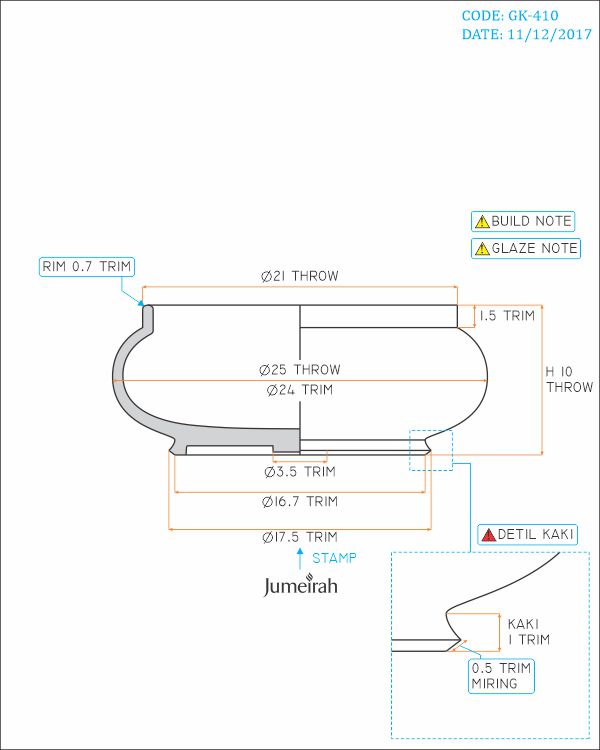 CODE: GK-410
DATE: 11/12/2017
BUILD NOTE
GLAZE NOTE
RIM 0.7 TRIM
Ø21 THROW
1.5 TRIM
Ø25 THROW
Ø24 TRIM
H 10
THROW
Ø3.5 TRIM
Ø16.7 TRIM
Ø17.5 TRIM
DETIL KAKI
STAMP
Jumeirah
KAKI
1 TRIM
0.5 TRIM
MIRING